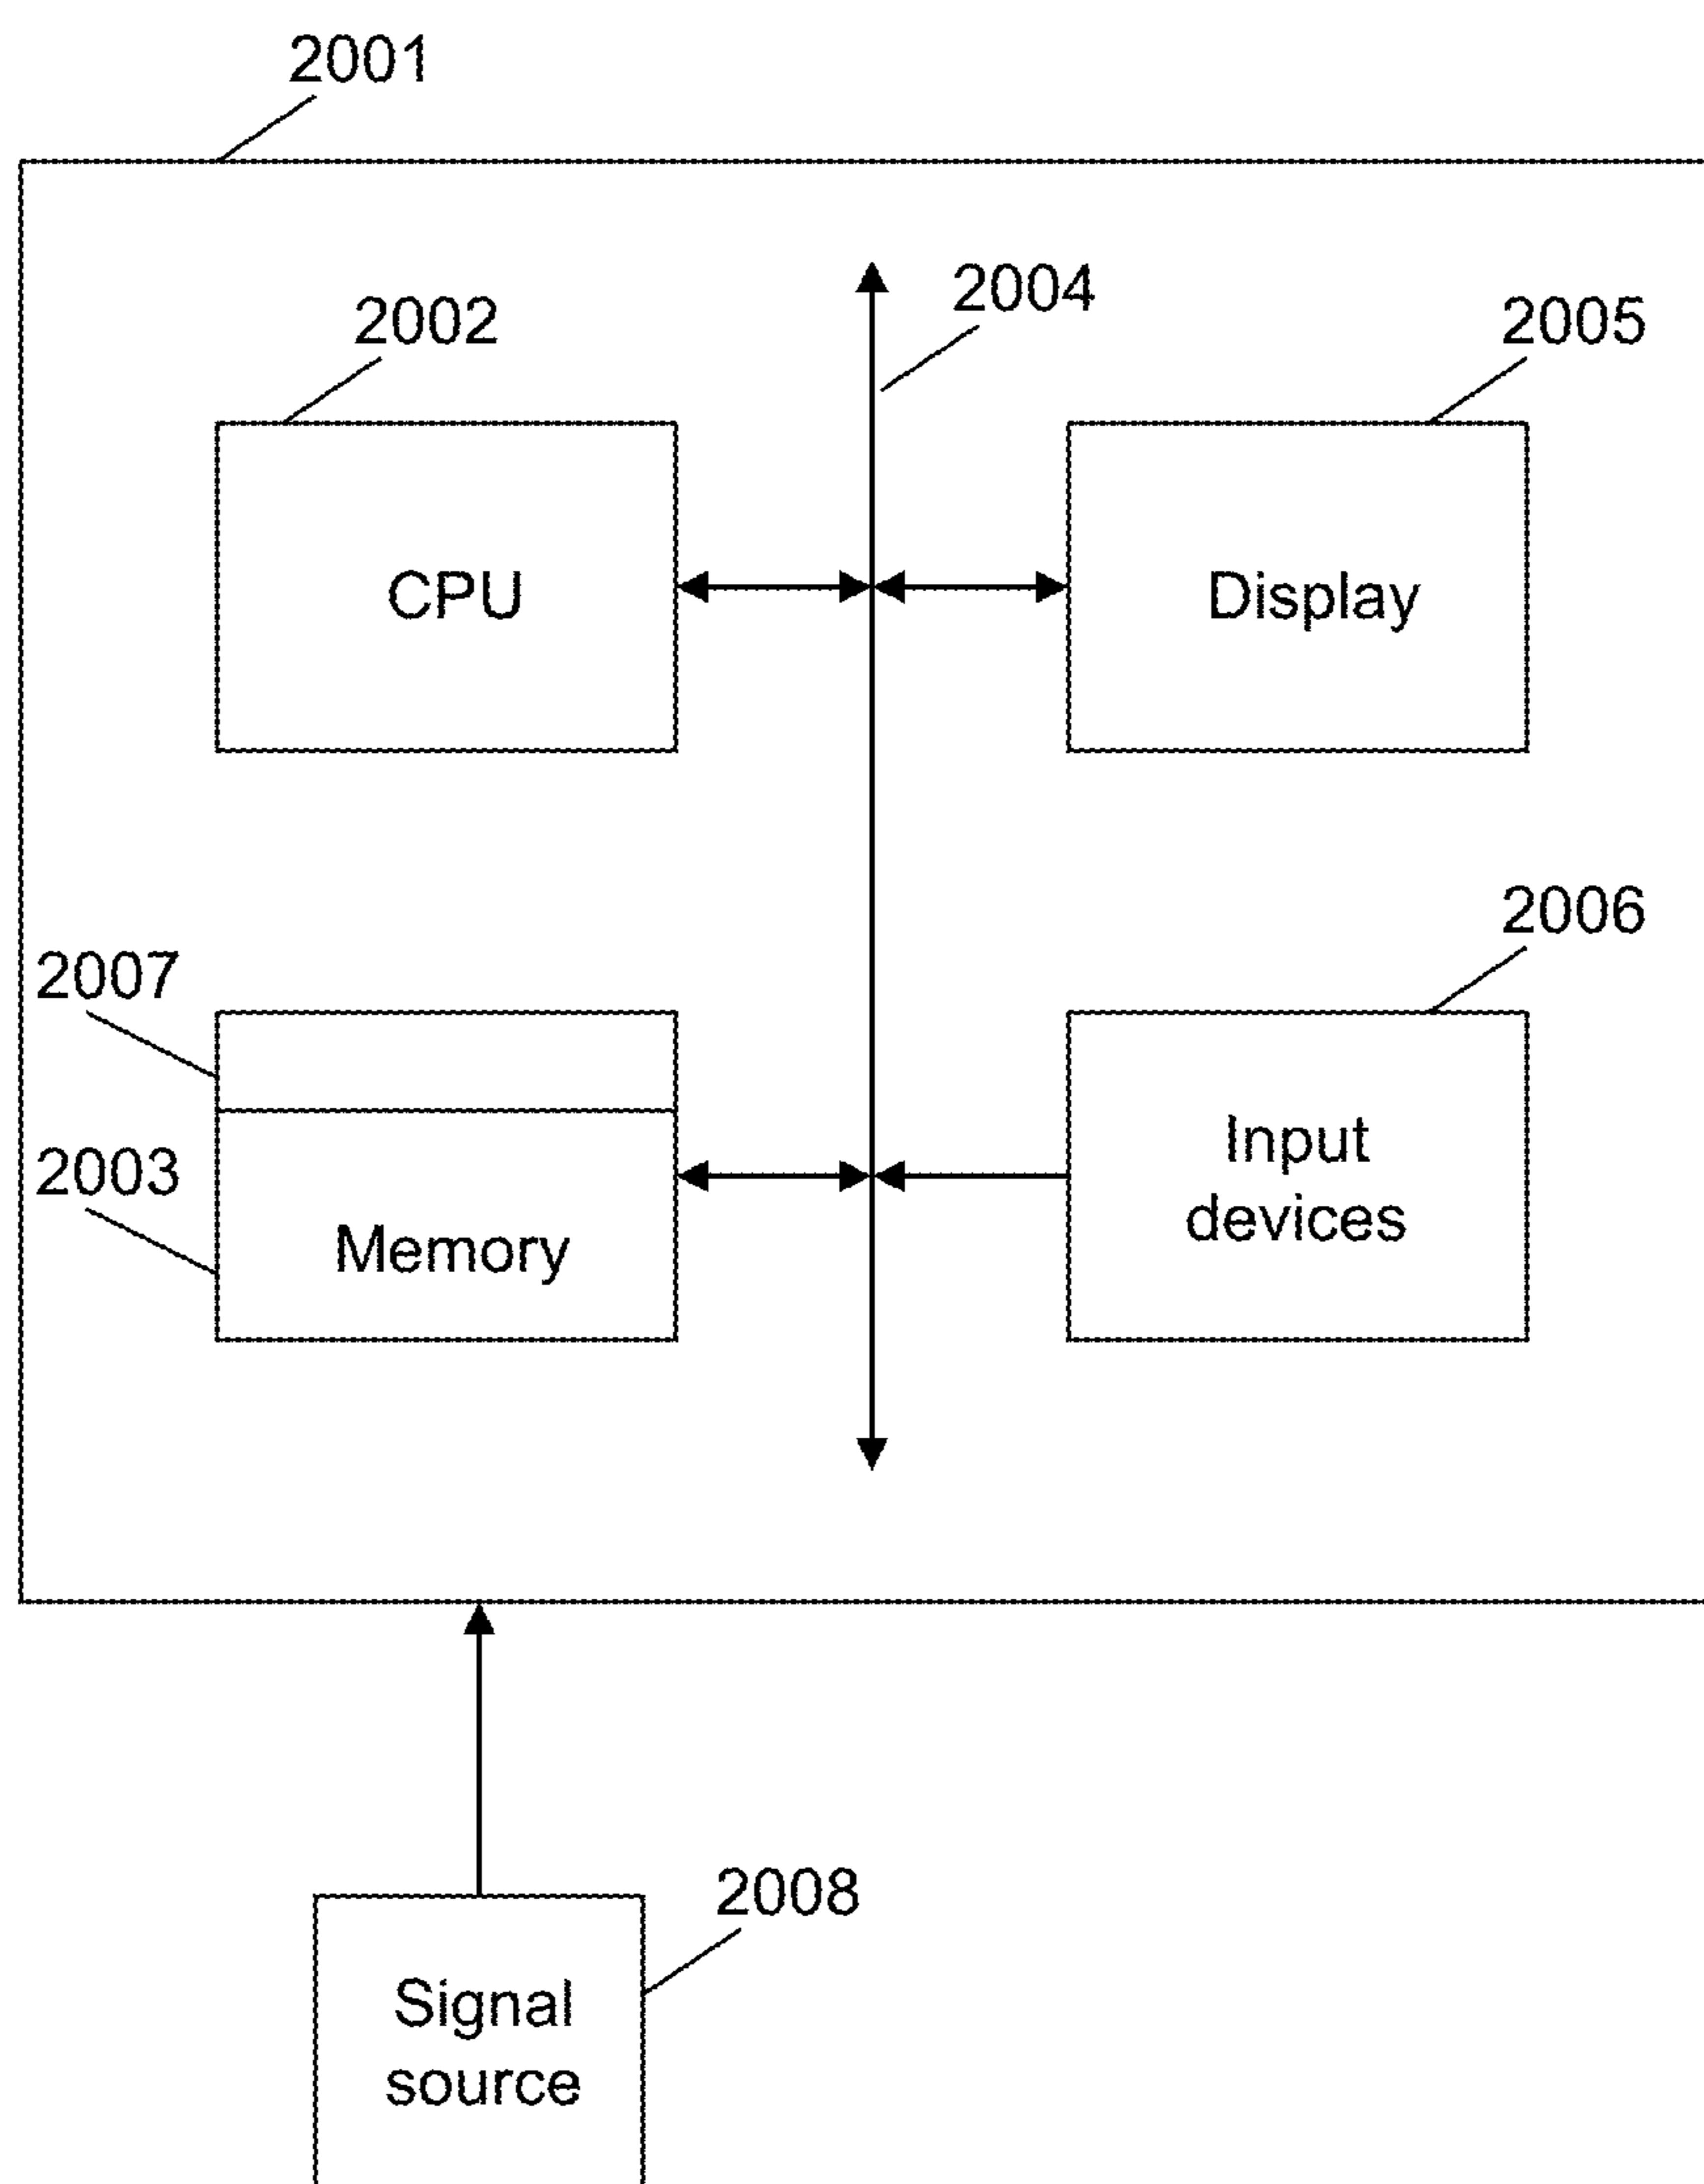 2001
2004
2002
2005
CPU
Display
2006
2007
Input
devices
2003
Memory
2008
Signal
source